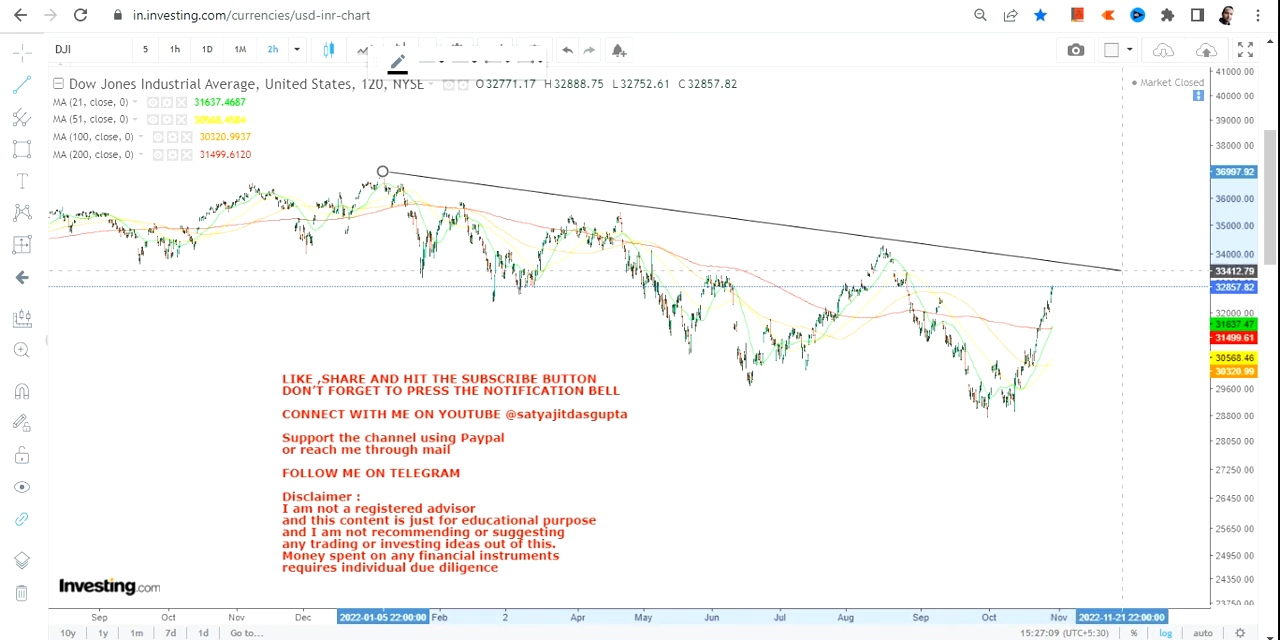 in.investing.com/currencies/usd-inr-chart
DJI 5 1h 1D 1M 2h
Dow Jones Industrial Average, United States, 120, NYSE O32771.17 H32888.75 L32752.61 C32857.82
Market Closed
MA (21, close, 0) 31637.4687
MA (51, close, 0)
MA (100, close, 0) 30320.9937
MA (200, close, 0) 31499.6120
41000.00
40000.00
39000.00
38000.00
36997.92
36000.00
35000.00
34000.00
33412.79
32857.82
32000.00
31637.47
31499.61
30568.46
30320.99
29600.00
28800.00
28050.00
27250.00
26450.00
25650.00
24950.00
24350.00
23750.00
LIKE ,SHARE AND HIT THE SUBSCRIBE BUTTON
DON'T FORGET TO PRESS THE NOTIFICATION BELL
CONNECT WITH ME ON YOUTUBE @satyajitdasgupta
Support the channel using Paypal
or reach me through mail
FOLLOW ME ON TELEGRAM
Disclaimer :
I am not a registered advisor
and this content is just for educational purpose
and I am not recommending or suggesting
any trading or investing ideas out of this.
Money spent on any financial instruments
requires individual due diligence
Investing.com
Sep Oct Nov Dec 2022-01-05 22:00:00 Feb 2 Apr May Jun Jul Aug Sep Oct Nov 2022-11-21 22:00:00
10y 1y 1m 7d 1d Go to... 15:27:09 (UTC+5:30) % log auto